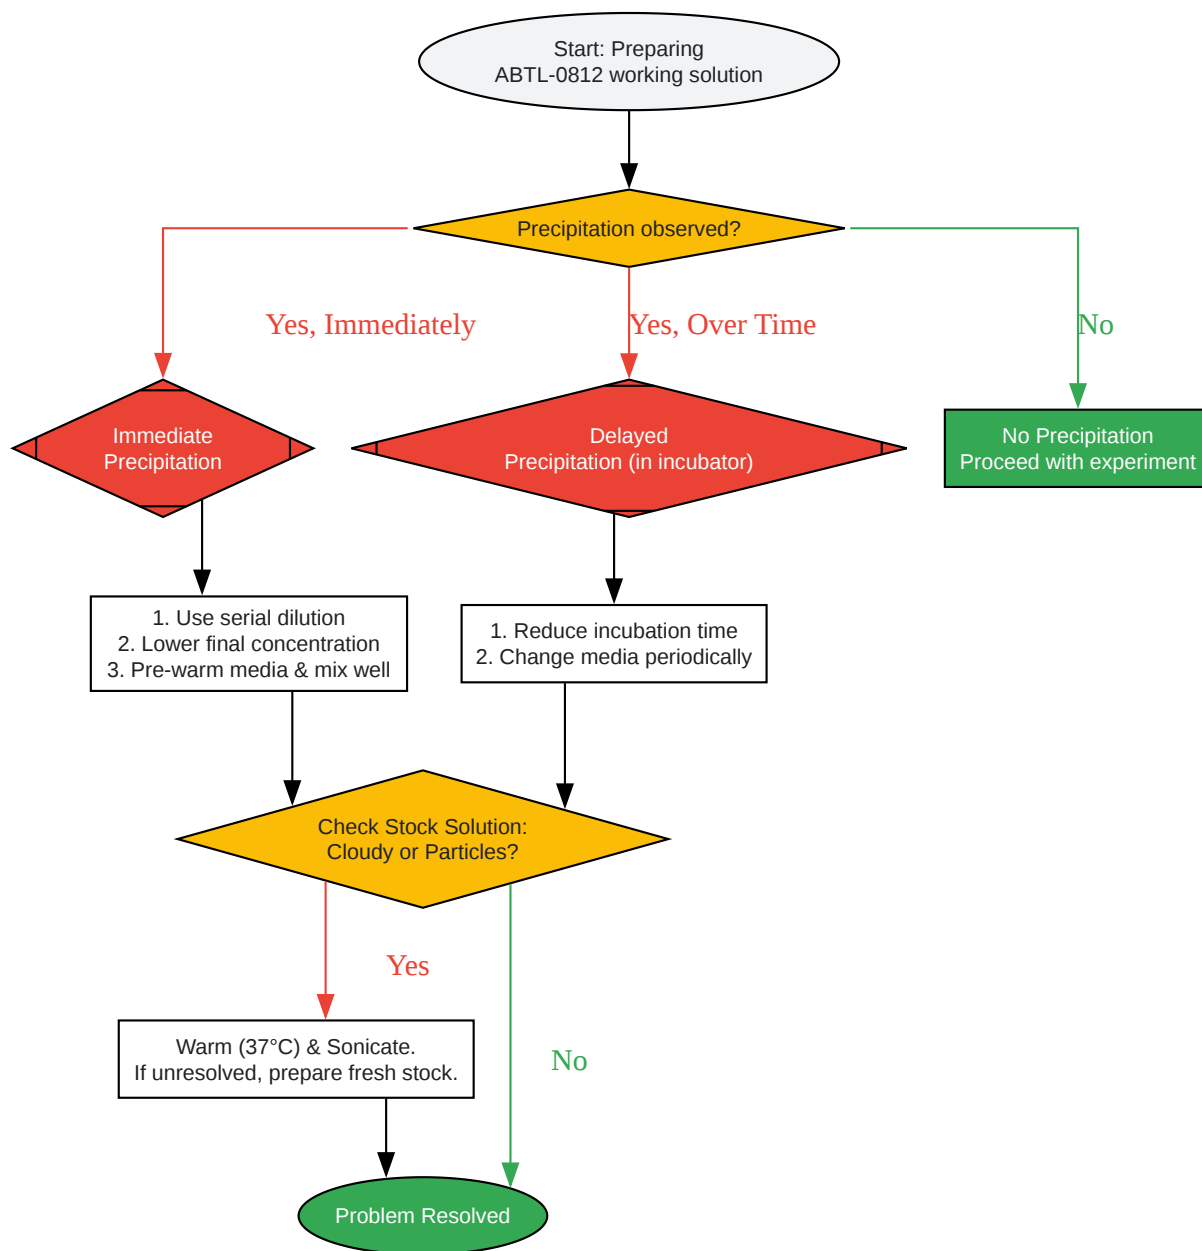 Start: Preparing
ABTL-0812 working solution
Precipitation observed?
Yes, Immediately
Yes, Over Time
No
Immediate
Precipitation
Delayed
Precipitation (in incubator)
No Precipitation
Proceed with experiment
1. Use serial dilution
2. Lower final concentration
3. Pre-warm media & mix well
1. Reduce incubation time
2. Change media periodically
Check Stock Solution:
Cloudy or Particles?
Yes
No
Warm (37°C) & Sonicate.
If unresolved, prepare fresh stock.
Problem Resolved